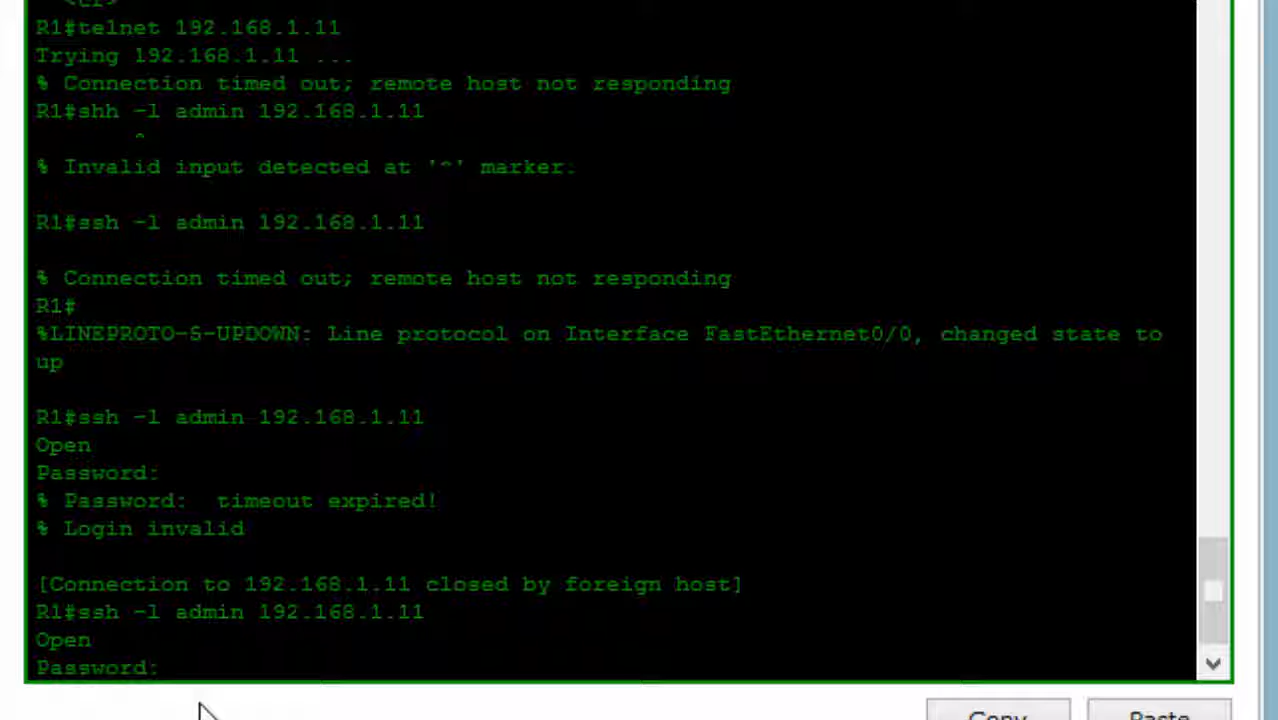 <cr>
R1#telnet 192.168.1.11
Trying 192.168.1.11 ...
% Connection timed out; remote host not responding
R1#shh -l admin 192.168.1.11
^
% Invalid input detected at '^' marker.
R1#ssh -l admin 192.168.1.11
% Connection timed out; remote host not responding
R1#
%LINEPROTO-5-UPDOWN: Line protocol on Interface FastEthernet0/0, changed state to
up
R1#ssh -l admin 192.168.1.11
Open
Password:
% Password:  timeout expired!
% Login invalid
[Connection to 192.168.1.11 closed by foreign host]
R1#ssh -l admin 192.168.1.11
Open
Password:
Copy Paste